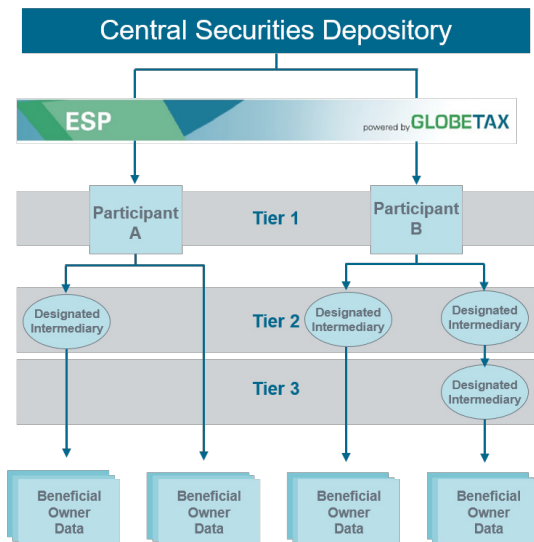 Central Securities Depository
ESP
powered by GLOBETAX
Participant
A
Tier 1
Participant
B
Designated
Intermediary
Tier 2
Designated
Intermediary
Designated
Intermediary
Tier 3
Designated
Intermediary
Beneficial
Owner
Data
Beneficial
Owner
Data
Beneficial
Owner
Data
Beneficial
Owner
Data